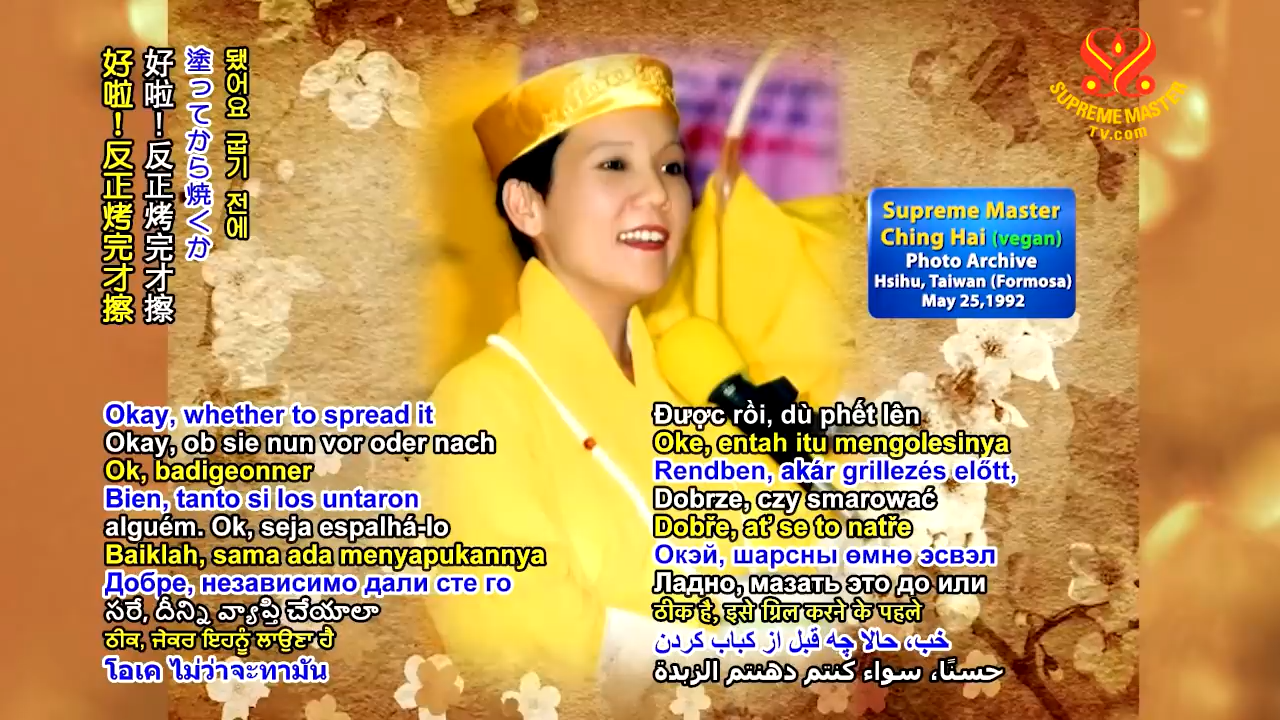 好啦！反正烤完才擦
好啦！反正烤完才擦
塗ってから焼くか
됐어요 굽기 전에
SUPREME MASTER
TV.com
Supreme Master
Ching Hai (vegan)
Photo Archive
Hsihu, Taiwan (Formosa)
May 25,1992
Okay, whether to spread it
Okay, ob sie nun vor oder nach
Ok, badigeonner
Bien, tanto si los untaron
alguém. Ok, seja espalhá-lo
Baiklah, sama ada menyapukannya
Добре, независимо дали сте го
సరే, దీన్ని వ్యాప్తి చేయాలా
ਠੀਕ, ਜੇਕਰ ਇਹਨੂੰ ਲਾਉਣਾ ਹੈ
โอเค ไม่ว่าจะทามัน
Được rồi, dù phết lên
Oke, entah itu mengolesinya
Rendben, akár grillezés előtt,
Dobrze, czy smarować
Dobře, ať se to natře
Окэй, шарсны өмнө эсвэл
Ладно, мазать это до или
ठीक है, इसे ग्रिल करने के पहले
خب، حالا چه قبل از کباب کردن
حسنًا، سواء كنتم دهنتم الزبدة